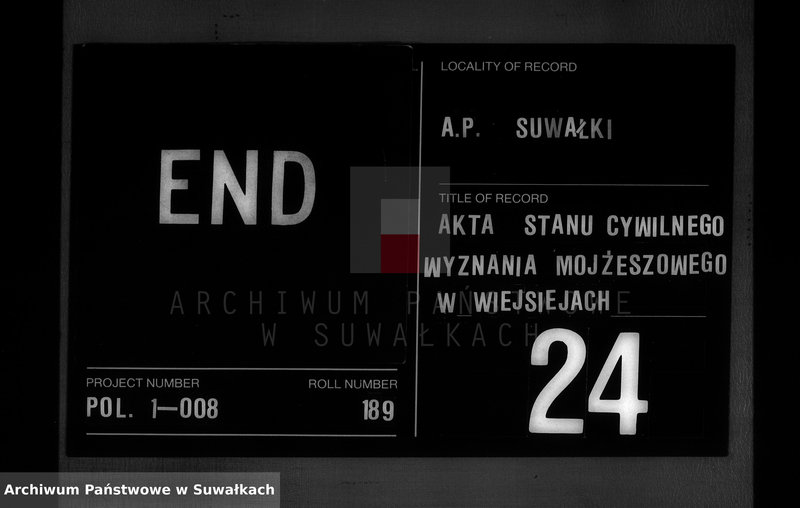 END
PROJECT NUMBER
POL. 1—008
ROLL NUMBER
189
LOCALITY OF RECORD
A.P. SUWAŁKI
TITLE OF RECORD
AKTA STANU CYWILNEGO
WYZNANIA MOJŻESZOWEGO
W WIEJSIEJACH
24
ARCHIWUM PAŃSTWOWE
W SUWAŁKACH
Archiwum Państwowe w Suwałkach